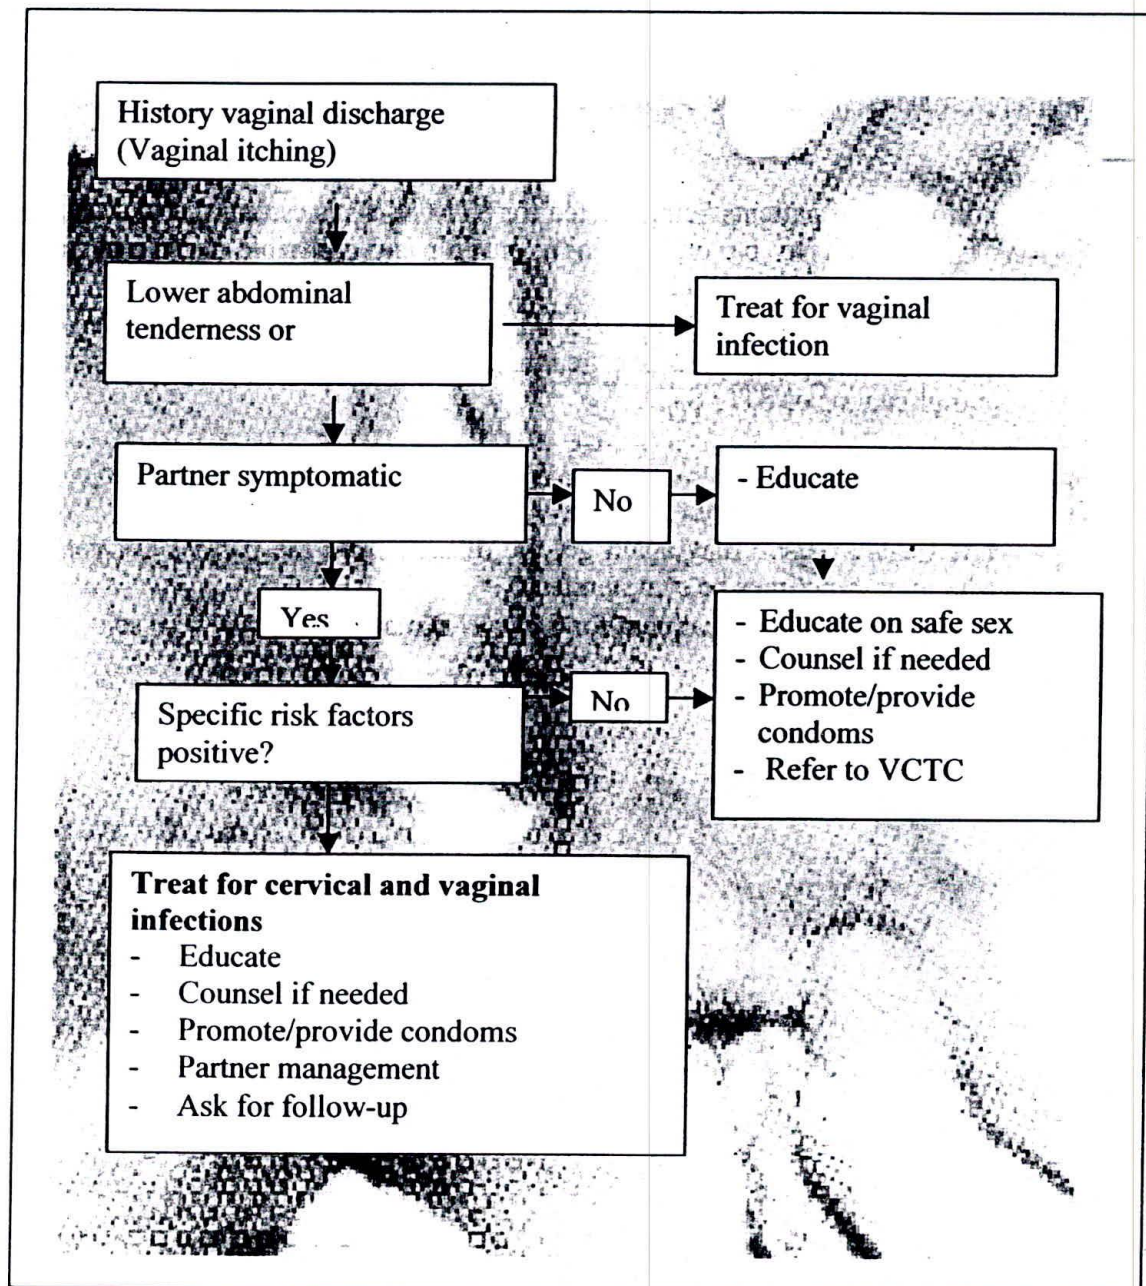 History vaginal discharge
(Vaginal itching)
Lower abdominal
tenderness or
Treat for vaginal
infection
Partner symptomatic
No
- Educate
Yes
- Educate on safe sex
- Counsel if needed
- Promote/provide
condoms
- Refer to VCTC
Specific risk factors
positive?
No
Treat for cervical and vaginal
infections
- Educate
- Counsel if needed
- Promote/provide condoms
- Partner management
- Ask for follow-up